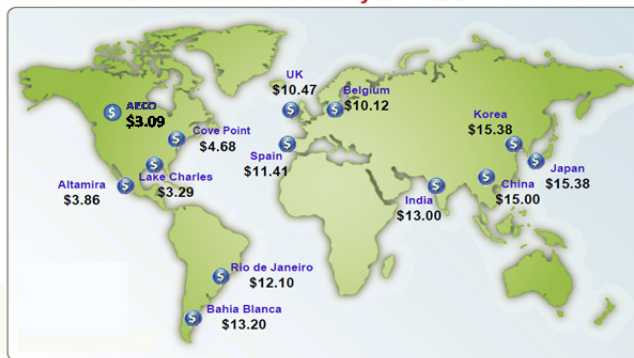 UK
$10.47
Belgium
$10.12
AECO
$3.09
Cove Point
$4.68
Korea
$15.38
Spain
$11.41
Japan
$15.38
Altamira
$3.86
Lake Charles
$3.29
India
$13.00
China
$15.00
Rio de Janeiro
$12.10
Bahia Blanca
$13.20